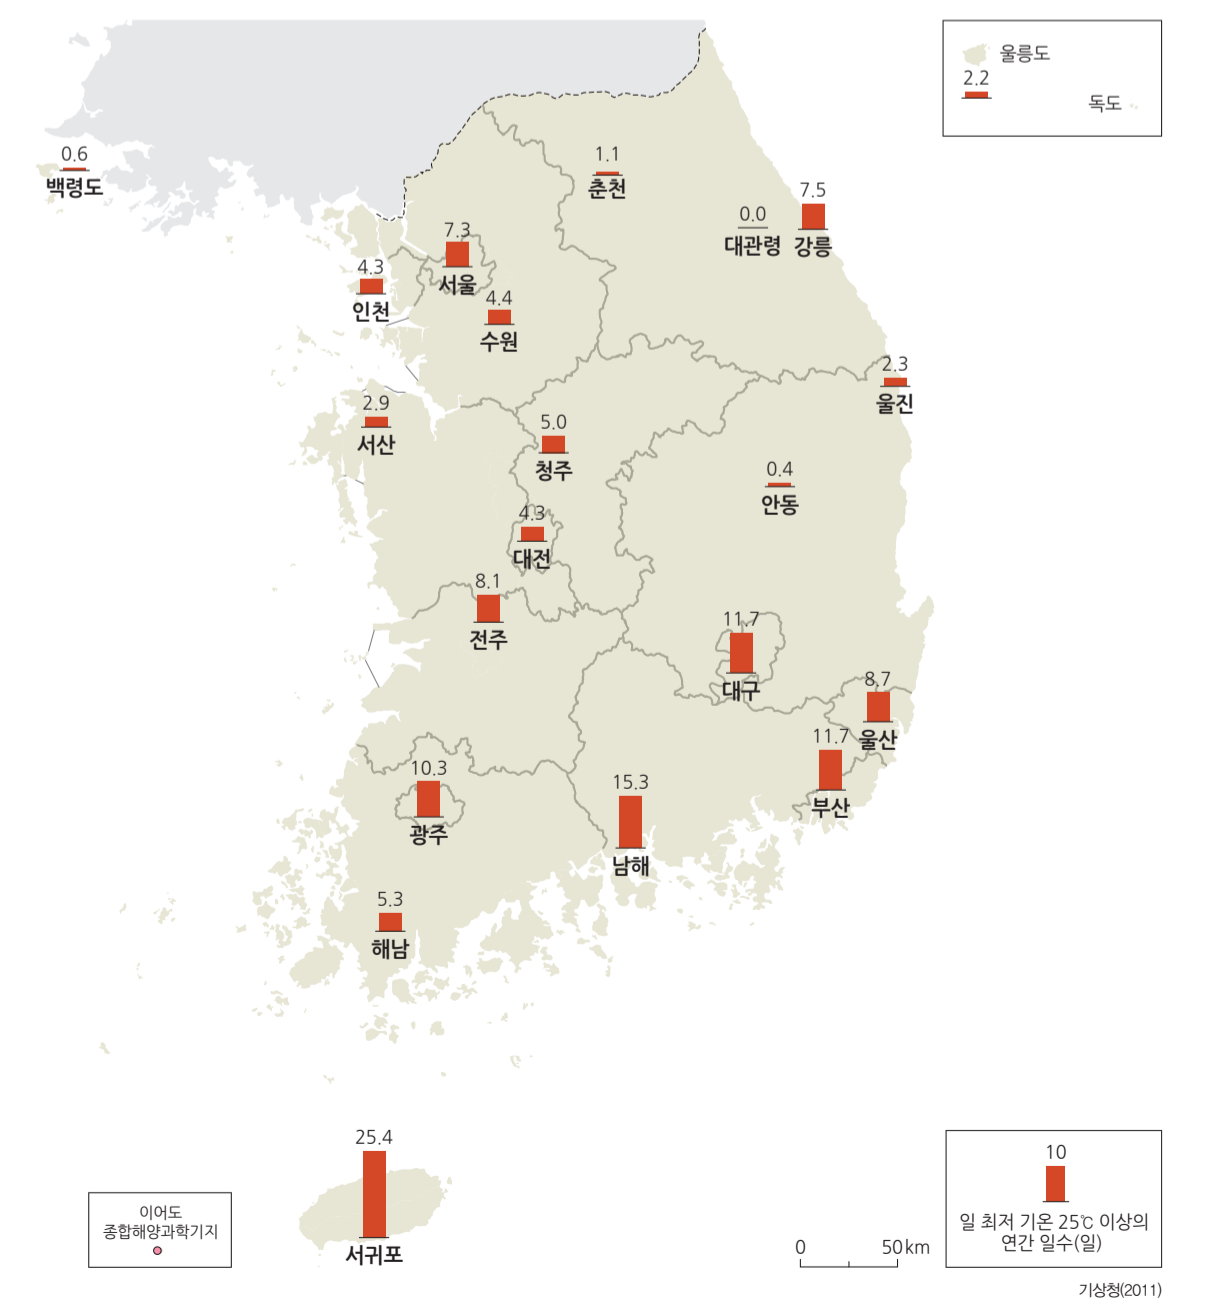 울릉도
2.2
독도
0.6
백령도
1.1
춘천
7.5
강릉
0.0
대관령
7.3
서울
4.3
인천
4.4
수원
2.3
울진
2.9
서산
5.0
청주
0.4
안동
4.3
대전
8.1
전주
11.7
대구
8.7
울산
11.7
부산
10.3
광주
15.3
남해
5.3
해남
25.4
서귀포
이어도
종합해양과학기지
0 50km
10
일 최저 기온 25℃ 이상의
연간 일수(일)
기상청(2011)